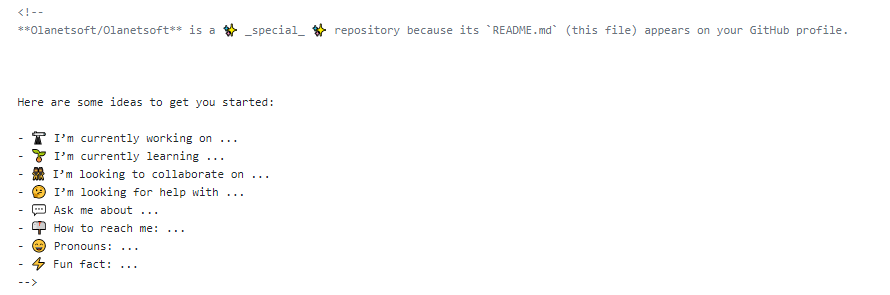 <!--
**Olanetsoft/Olanetsoft** is a ✨ _special_ ✨ repository because its `README.md` (this file) appears on your GitHub profile.
Here are some ideas to get you started:
- 🔭 I’m currently working on ...
- 🌱 I’m currently learning ...
- 👯 I’m looking to collaborate on ...
- 🤔 I’m looking for help with ...
- 💬 Ask me about ...
- 📫 How to reach me: ...
- 😄 Pronouns: ...
- ⚡ Fun fact: ...
-->